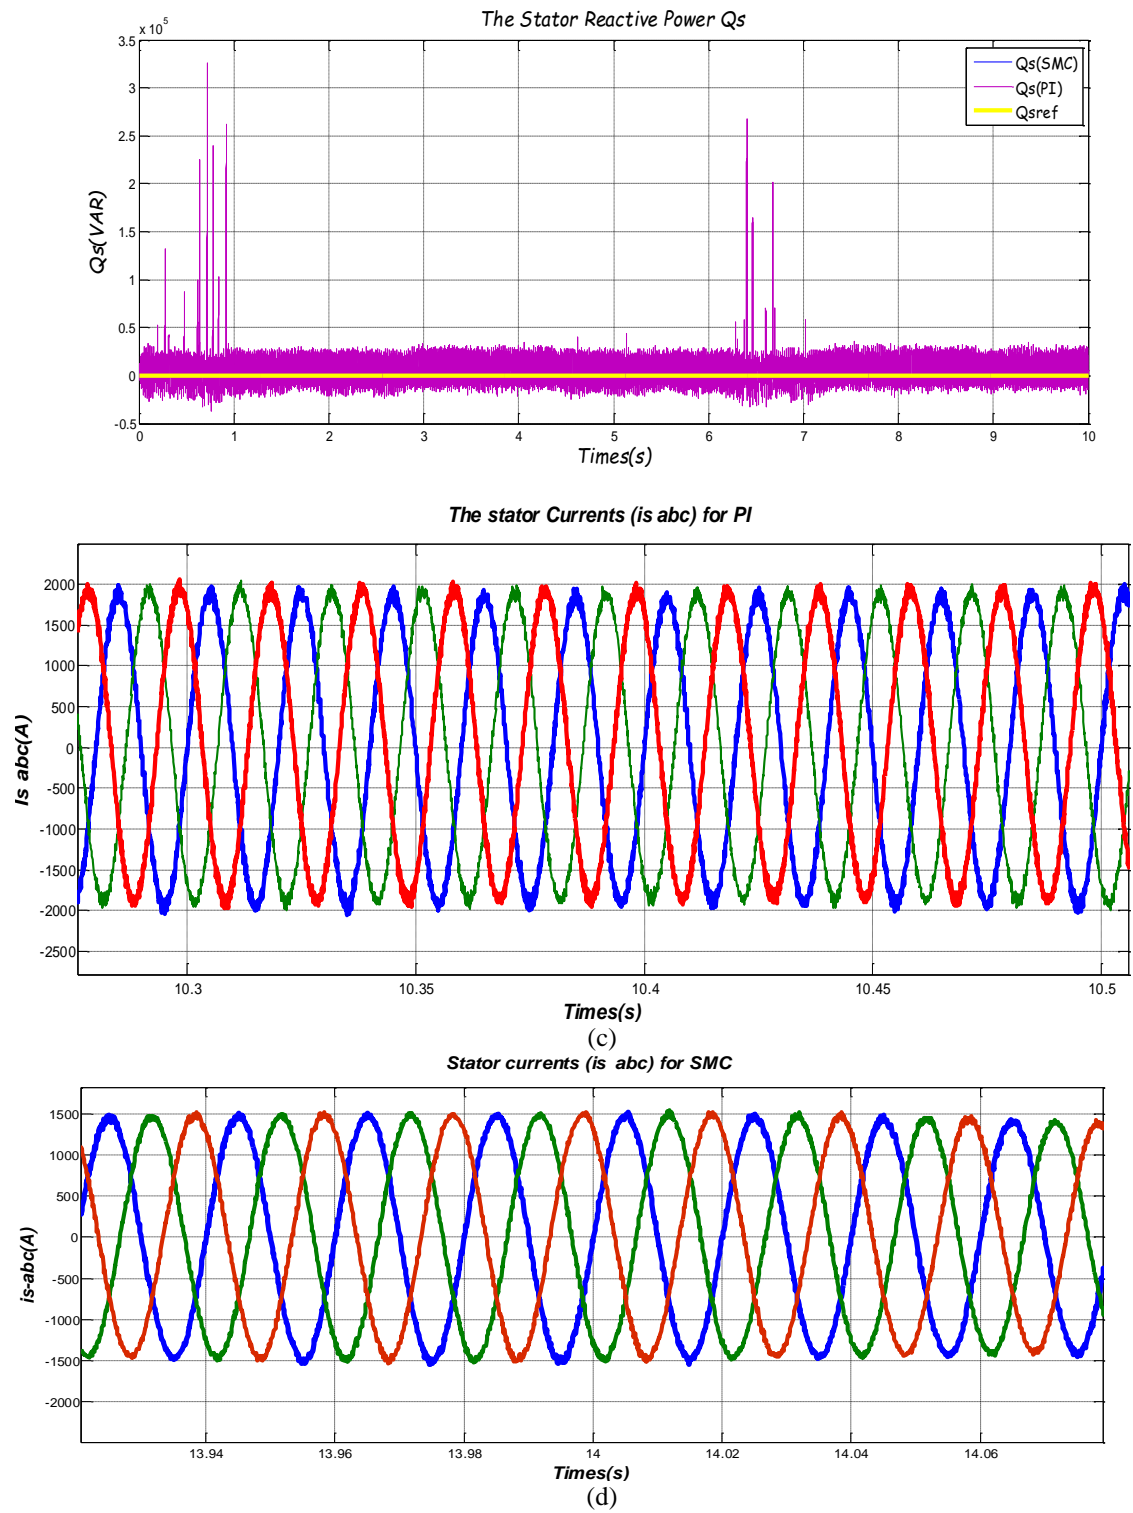 The Stator Reactive Power Qs
x 10^5
3.5
3
2.5
2
1.5
1
0.5
0
-0.5
Qs(VAR)
Qs(SMC)
Qs(PI)
Qsref
0 1 2 3 4 5 6 7 8 9 10
Times(s)
The stator Currents (is abc) for PI
2000
1500
1000
500
0
-500
-1000
-1500
-2000
-2500
Is abc(A)
10.3 10.35 10.4 10.45 10.5
Times(s)
(c)
Stator currents (is abc) for SMC
1500
1000
500
0
-500
-1000
-1500
-2000
is-abc(A)
13.94 13.96 13.98 14 14.02 14.04 14.06
Times(s)
(d)